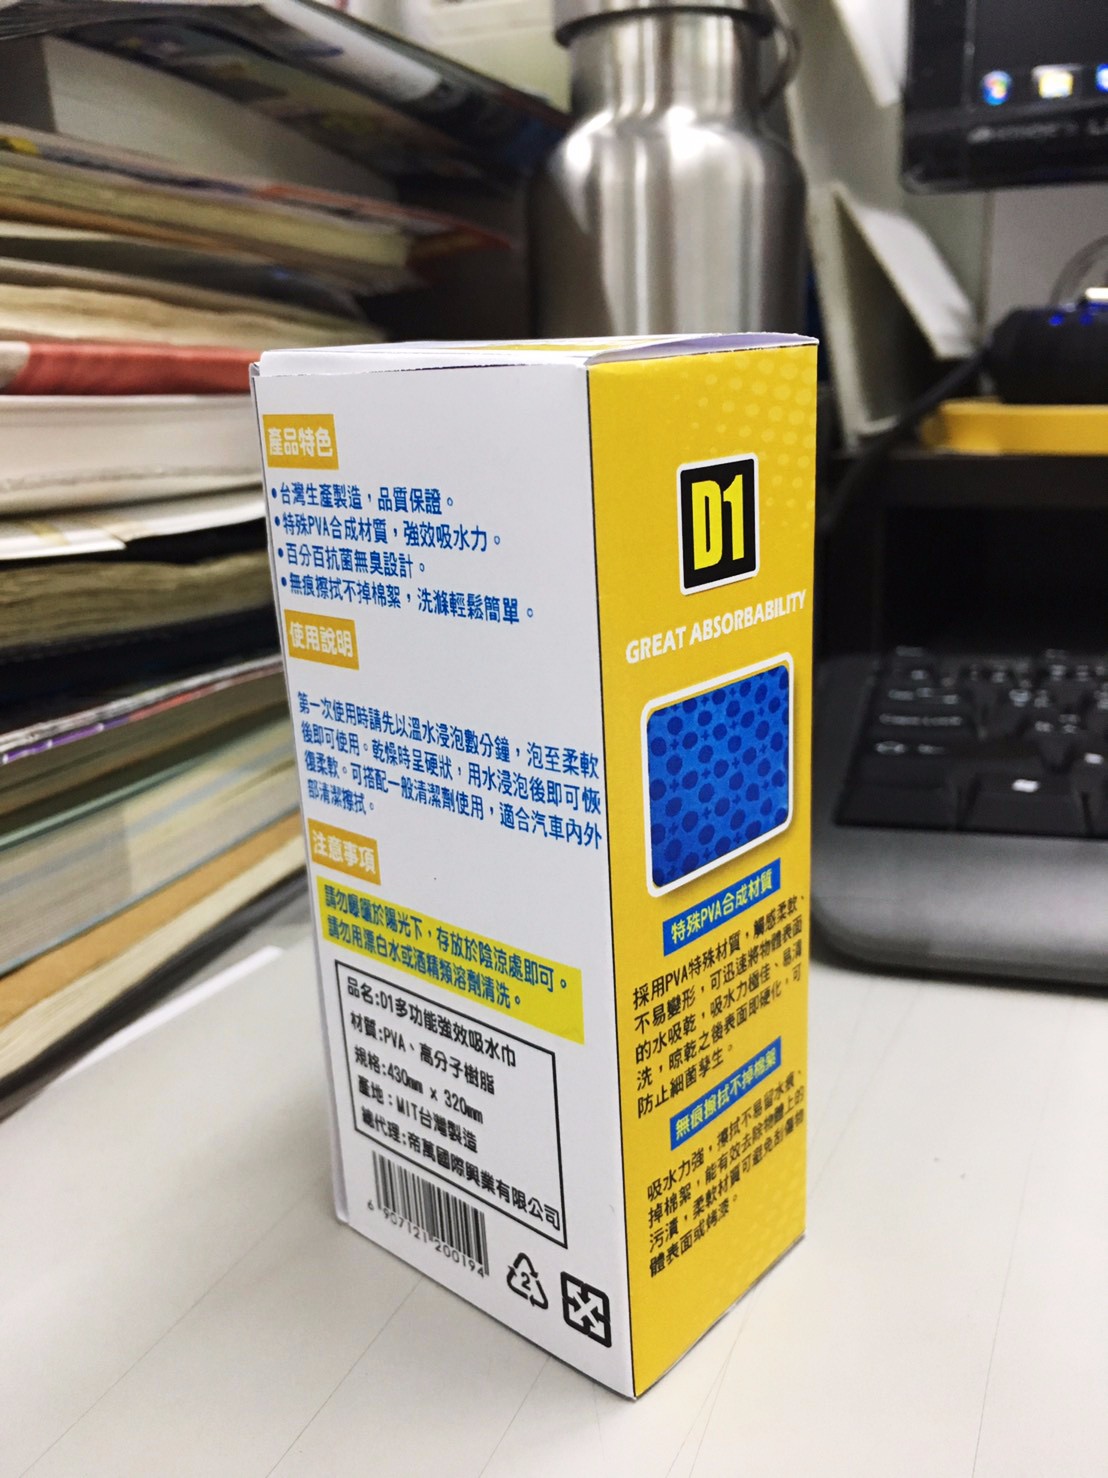 產品特色
•台灣生產製造，品質保證。
•特殊PVA合成材質，強效吸水力。
•百分百抗菌無臭設計。
•無痕擦拭不掉棉絮，洗滌輕鬆簡單。
使用說明
第一次使用時請先以溫水浸泡數分鐘，泡至柔軟
後即可使用。乾燥時呈硬狀，用水浸泡後即可恢
復柔軟。可搭配一般清潔劑使用，適合汽車內外
部清潔擦拭。
注意事項
請勿曝曬於陽光下，存放於陰涼處即可。
請勿用漂白水或酒精類溶劑清洗。
品名:D1多功能強效吸水巾
材質:PVA、高分子樹脂
規格:430mm x 320mm
產地:MIT台灣製造
總代理:帝萬國際興業有限公司
6 907121 200194
2
D1
GREAT ABSORBABILITY
特殊PVA合成材質
採用PVA特殊材質，觸感柔軟、
不易變形，可迅速將物體表面
的水吸乾，吸水力極佳、易清
洗，晾乾之後表面即硬化，可
防止細菌孳生。
無痕擦拭不掉棉絮
吸水力強，擦拭不易留水痕、
掉棉絮，能有效去除物體上的
污漬，柔軟材質可避免刮傷物
體表面或烤漆。